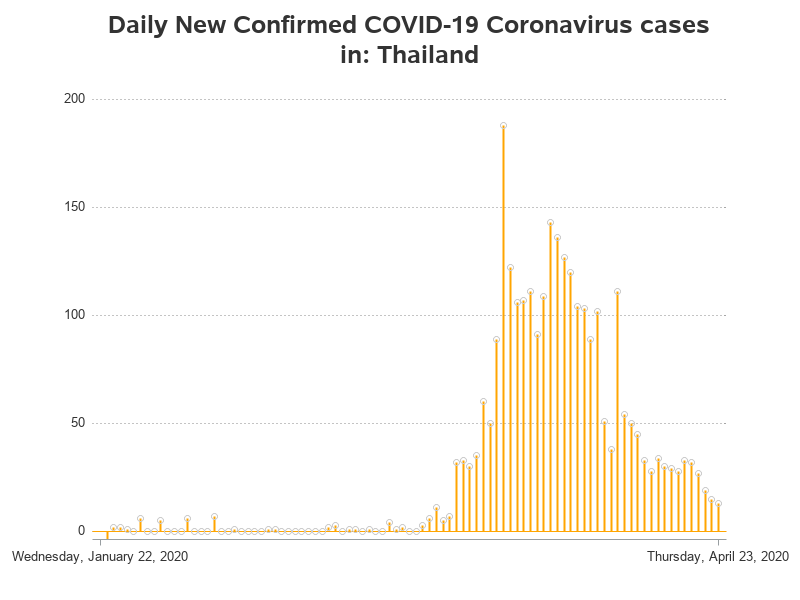 Daily New Confirmed COVID-19 Coronavirus cases
in: Thailand
200
150
100
50
0
Wednesday, January 22, 2020
Thursday, April 23, 2020